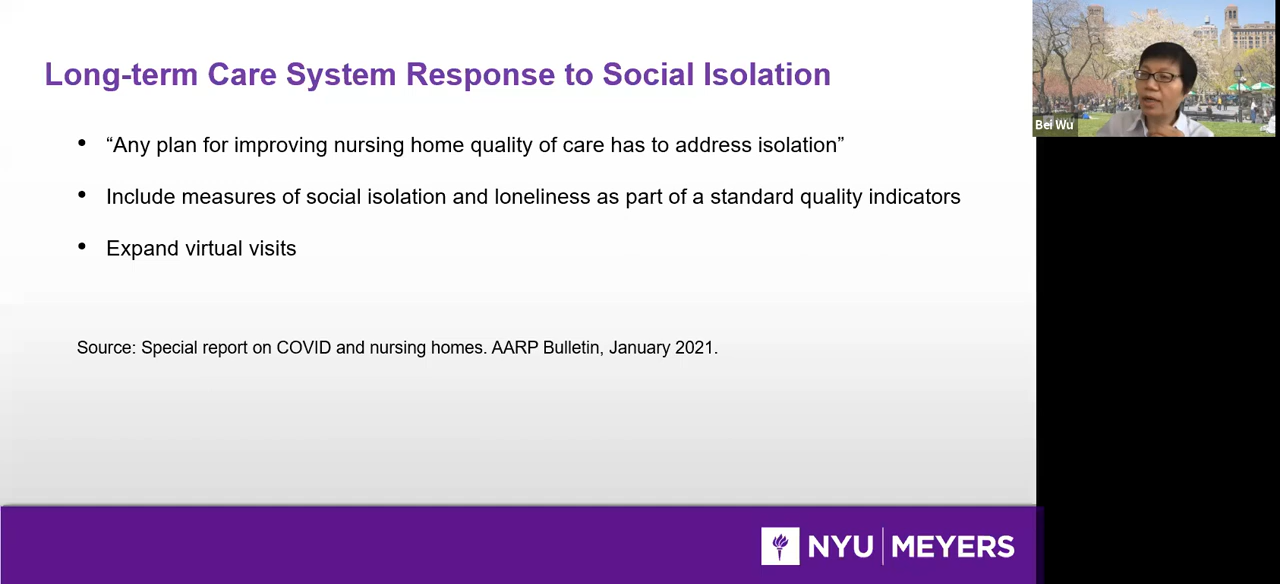 Long-term Care System Response to Social Isolation
• “Any plan for improving nursing home quality of care has to address isolation”
• Include measures of social isolation and loneliness as part of a standard quality indicators
• Expand virtual visits
Source: Special report on COVID and nursing homes. AARP Bulletin, January 2021.
NYU | MEYERS
Bei Wu